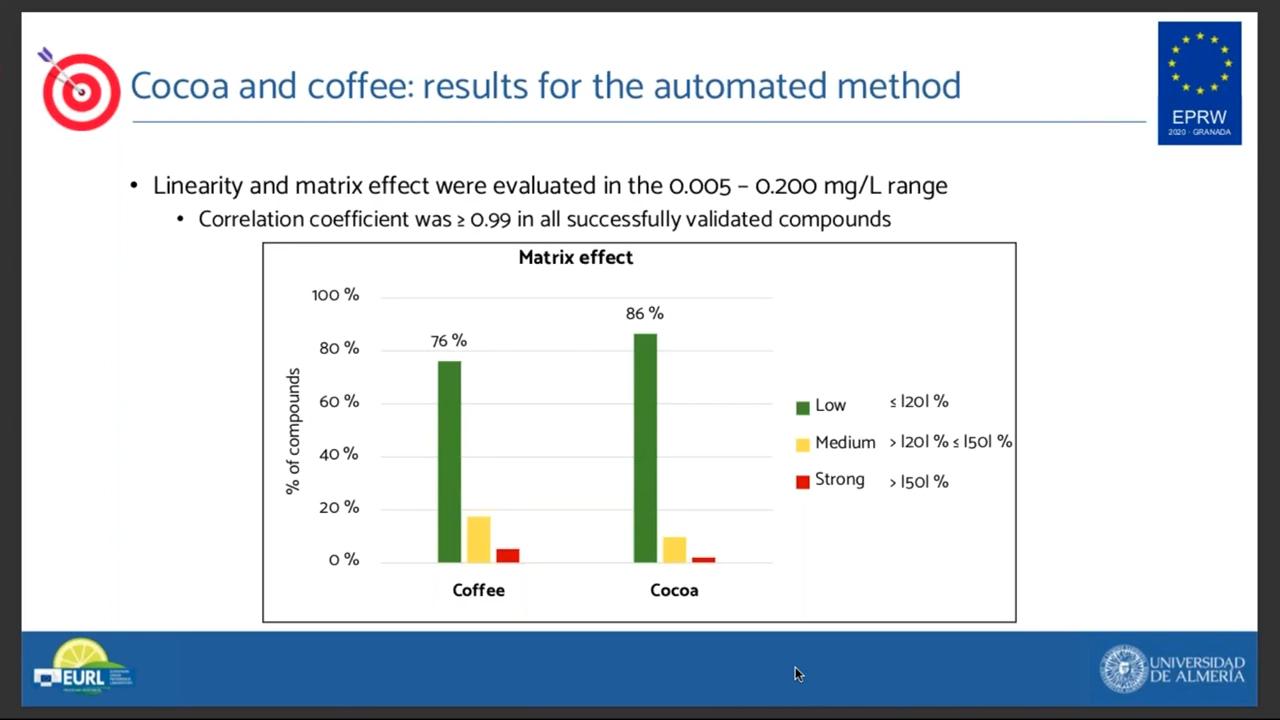 Cocoa and coffee: results for the automated method
EPRW
2020 · GRANADA
• Linearity and matrix effect were evaluated in the 0.005 – 0.200 mg/L range
• Correlation coefficient was ≥ 0.99 in all successfully validated compounds
Matrix effect
% of compounds
100 %
80 %
60 %
40 %
20 %
0 %
76 %
86 %
Coffee
Cocoa
Low ≤ |20| %
Medium > |20| % ≤ |50| %
Strong > |50| %
EURL
UNIVERSIDAD
DE ALMERÍA